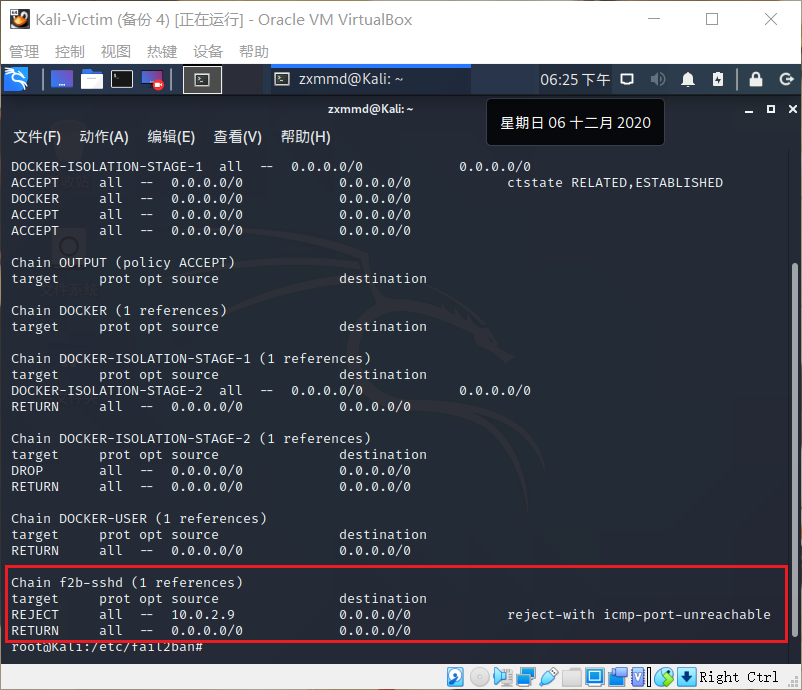 Kali-Victim (备份 4) [正在运行] - Oracle VM VirtualBox
管理 控制 视图 热键 设备 帮助
zxmmd@Kali: ~ 06:25 下午
zxmmd@Kali: ~
星期日 06 十二月 2020
文件(F) 动作(A) 编辑(E) 查看(V) 帮助(H)
DOCKER-ISOLATION-STAGE-1 all -- 0.0.0.0/0 0.0.0.0/0
ACCEPT all -- 0.0.0.0/0 0.0.0.0/0 ctstate RELATED,ESTABLISHED
DOCKER all -- 0.0.0.0/0 0.0.0.0/0
ACCEPT all -- 0.0.0.0/0 0.0.0.0/0
ACCEPT all -- 0.0.0.0/0 0.0.0.0/0
Chain OUTPUT (policy ACCEPT)
target prot opt source destination
Chain DOCKER (1 references)
target prot opt source destination
Chain DOCKER-ISOLATION-STAGE-1 (1 references)
target prot opt source destination
DOCKER-ISOLATION-STAGE-2 all -- 0.0.0.0/0 0.0.0.0/0
RETURN all -- 0.0.0.0/0 0.0.0.0/0
Chain DOCKER-ISOLATION-STAGE-2 (1 references)
target prot opt source destination
DROP all -- 0.0.0.0/0 0.0.0.0/0
RETURN all -- 0.0.0.0/0 0.0.0.0/0
Chain DOCKER-USER (1 references)
target prot opt source destination
RETURN all -- 0.0.0.0/0 0.0.0.0/0
Chain f2b-sshd (1 references)
target prot opt source destination
REJECT all -- 10.0.2.9 0.0.0.0/0 reject-with icmp-port-unreachable
RETURN all -- 0.0.0.0/0 0.0.0.0/0
root@Kali:/etc/fail2ban#
Right Ctrl